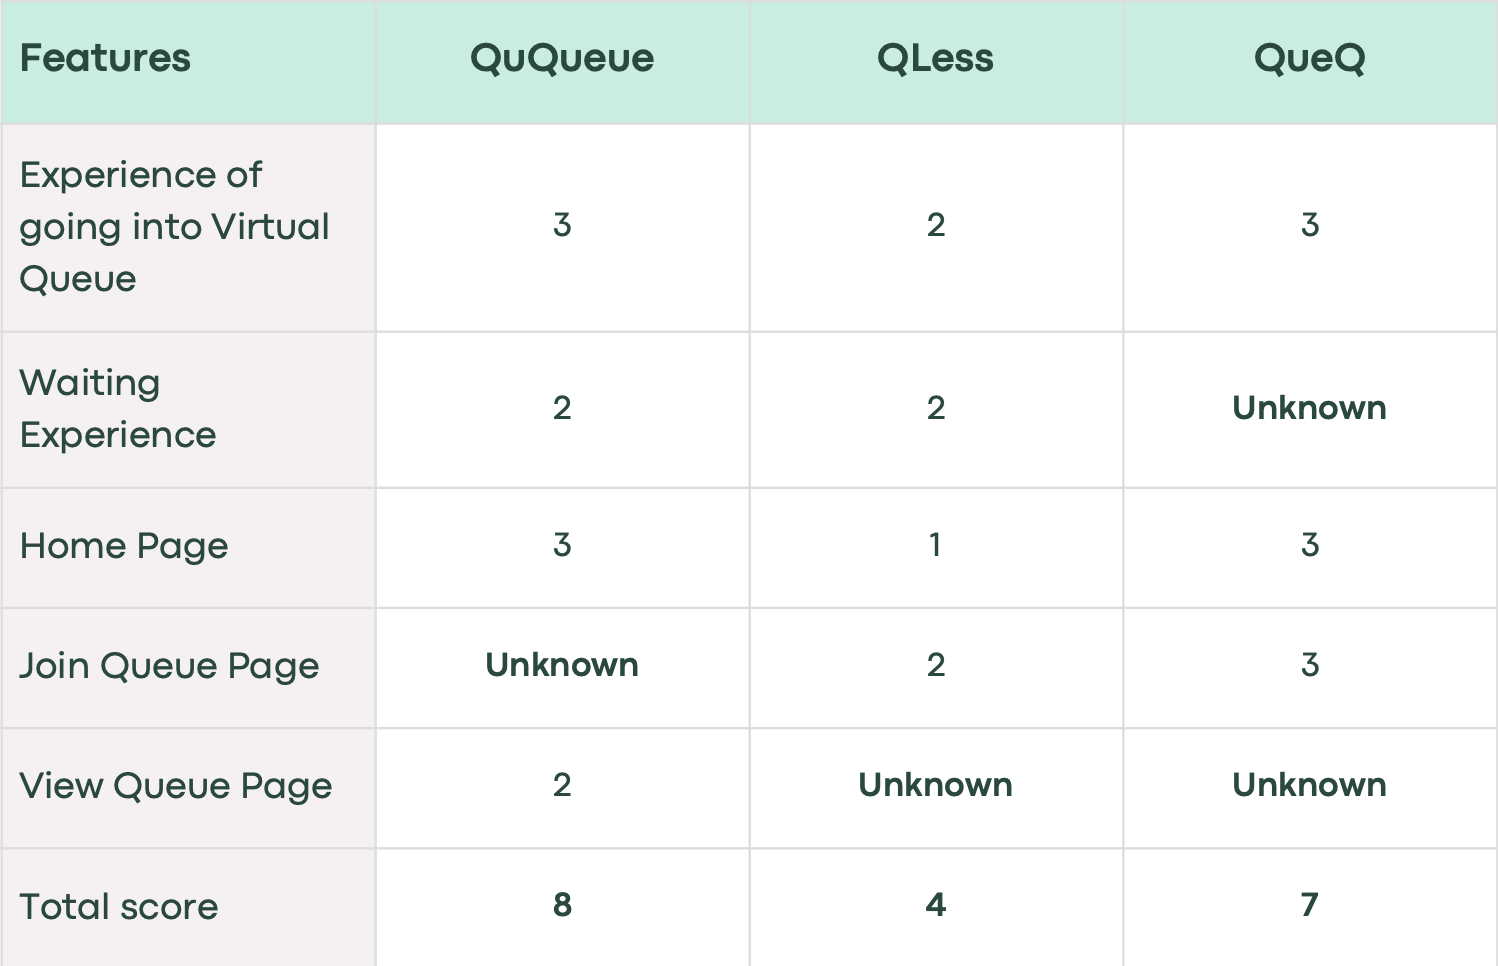 Features QuQueue QLess QueQ
Experience of
going into Virtual 3 2 3
Queue
Waiting
Experience 2 2 Unknown
Home Page 3 1 3
Join Queue Page Unknown 2 3
View Queue Page 2 Unknown Unknown
Total score 8 4 7